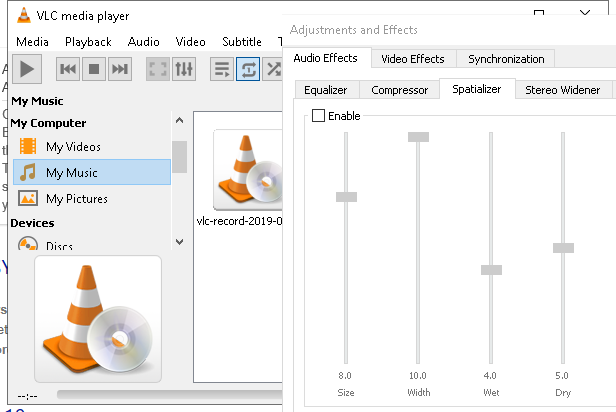 VLC media player
Media Playback Audio Video Subtitle T
My Music
My Computer
My Videos
My Music
My Pictures
Devices
Discs
vlc-record-2019-0
--:--
Adjustments and Effects
Audio Effects Video Effects Synchronization
Equalizer Compressor Spatializer Stereo Widener
Enable
8.0 10.0 4.0 5.0
Size Width Wet Dry